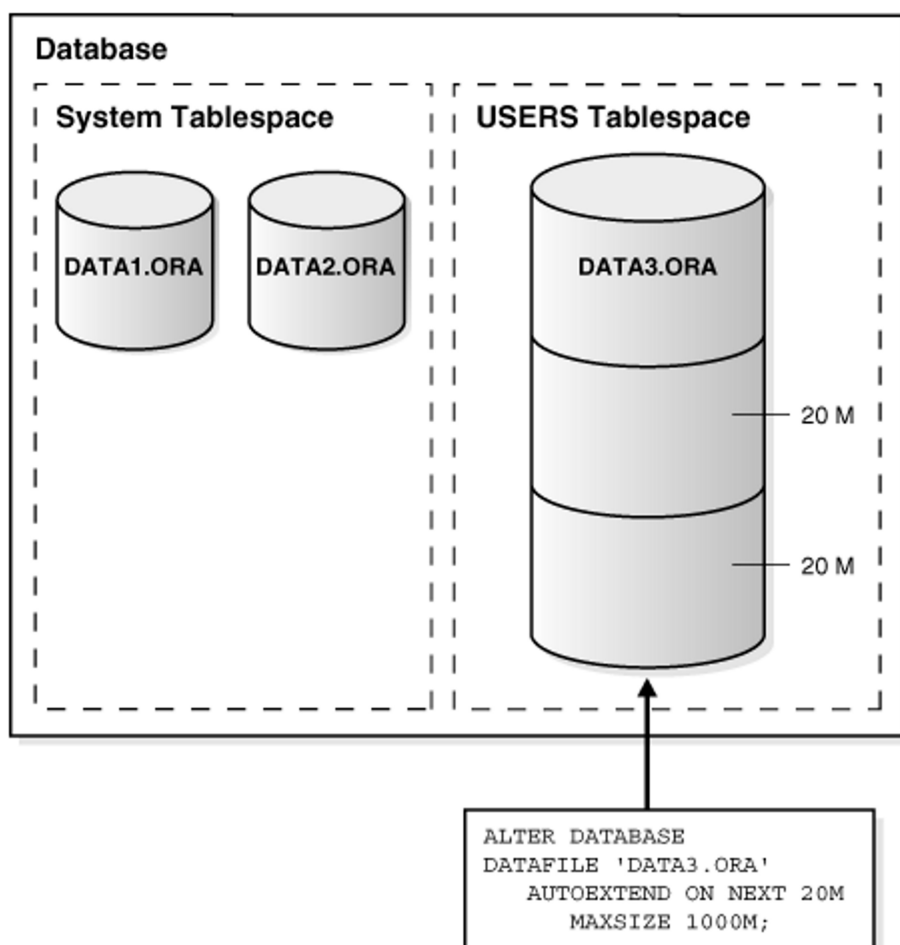 Database
System Tablespace
USERS Tablespace
DATA1.ORA
DATA2.ORA
DATA3.ORA
20 M
20 M
ALTER DATABASE
DATAFILE 'DATA3.ORA'
AUTOEXTEND ON NEXT 20M
MAXSIZE 1000M;